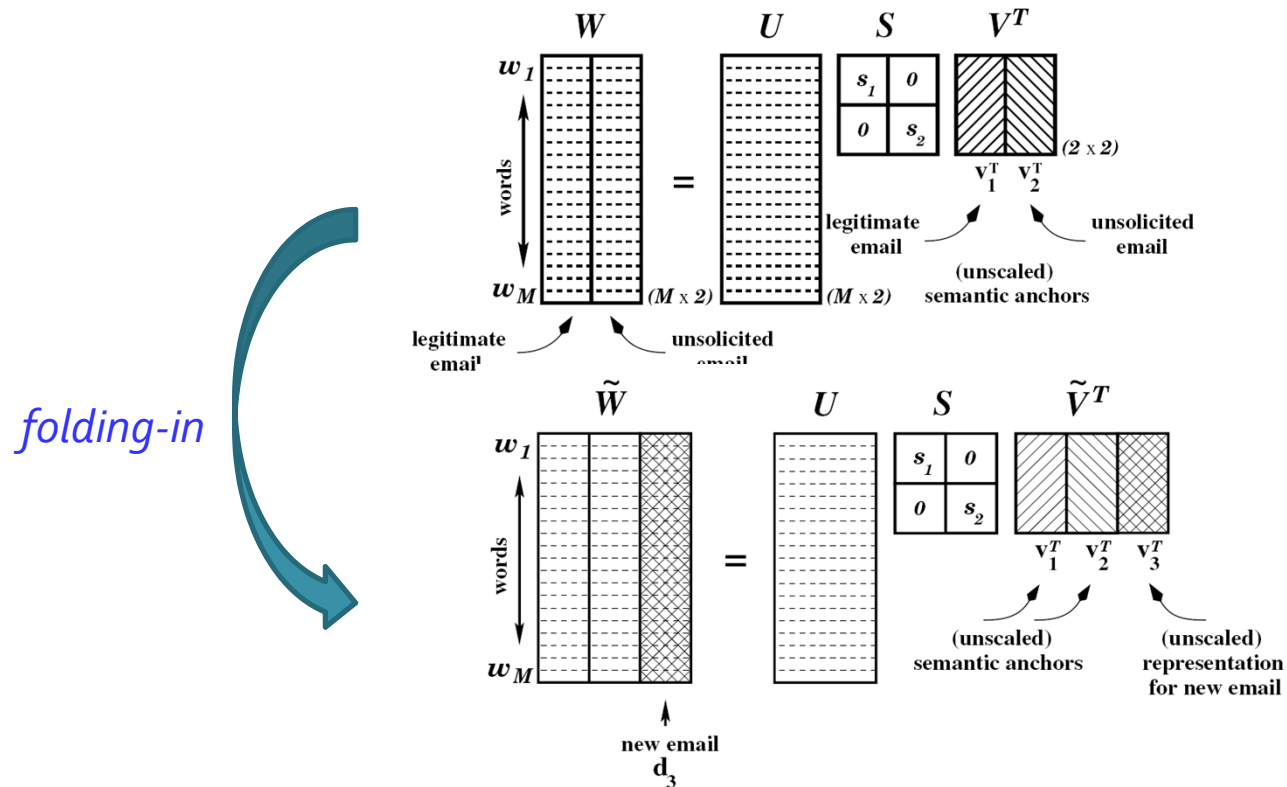 W U S V^T
w_1
s_1 0
0 s_2
words
=
(2 x 2)
v_1^T v_2^T
legitimate
email
unsolicited
email
(unscaled)
semantic anchors
w_M
(M x 2)
(M x 2)
legitimate
email
unsolicited
email
folding-in
W̃ U S Ṽ^T
w_1
s_1 0
0 s_2
words
=
v_1^T v_2^T v_3^T
(unscaled)
semantic anchors
(unscaled)
representation
for new email
w_M
new email
d_3